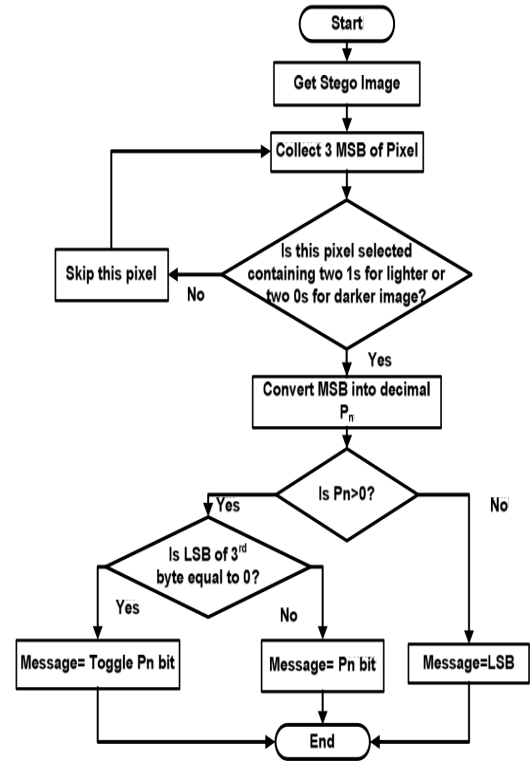 Start
Get Stego Image
Collect 3 MSB of Pixel
Is this pixel selected
containing two 1s for lighter or
two 0s for darker image?
Skip this pixel
No
Yes
Convert MSB into decimal
Pn
Is Pn>0?
Yes
No
Is LSB of 3rd
byte equal to 0?
Yes
No
Message= Toggle Pn bit
Message= Pn bit
Message=LSB
End